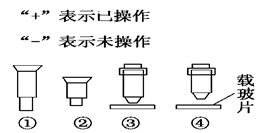 “+”表示已操作
“-”表示未操作
载
玻
片
① ② ③ ④